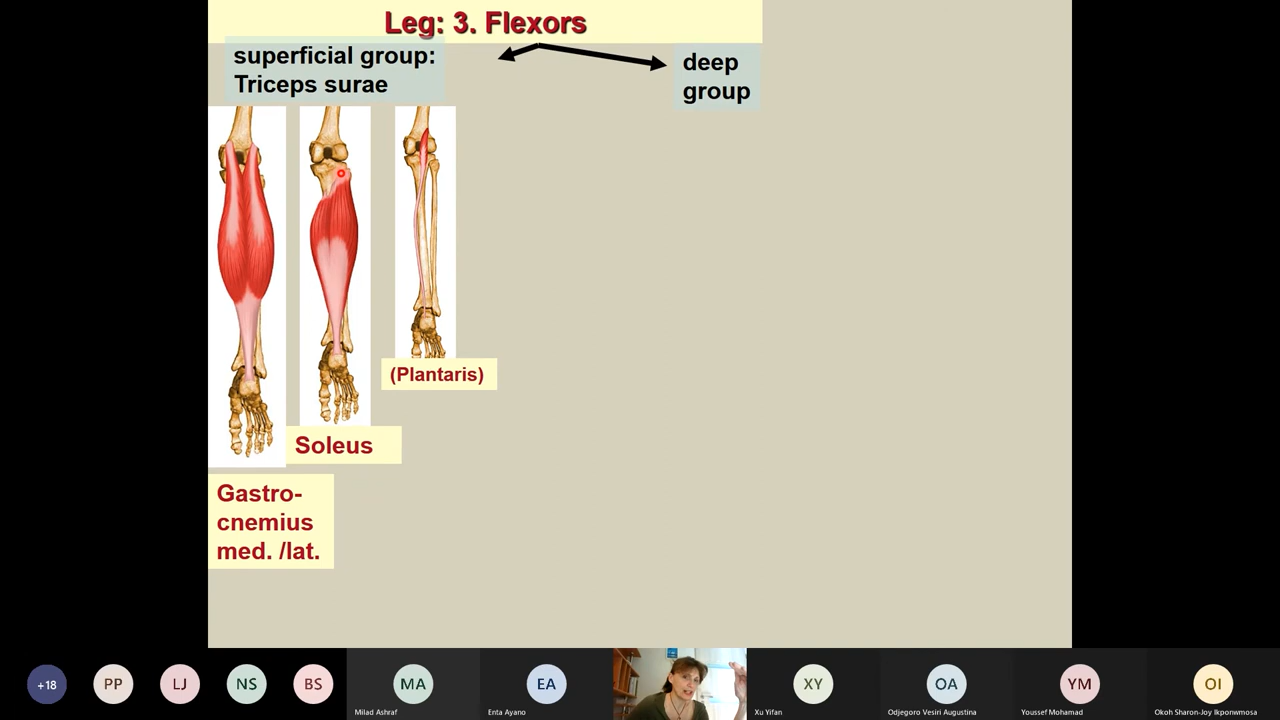 Leg: 3. Flexors
superficial group:
Triceps surae
deep
group
(Plantaris)
Soleus
Gastro-
cnemius
med. /lat.
+18
PP
LJ
NS
BS
MA
EA
XY
OA
YM
OI
Milad Ashraf
Enta Ayano
Xu Yifan
Odjegoro Vesiri Augustina
Youssef Mohamad
Okoh Sharon-Joy Ikponwmosa